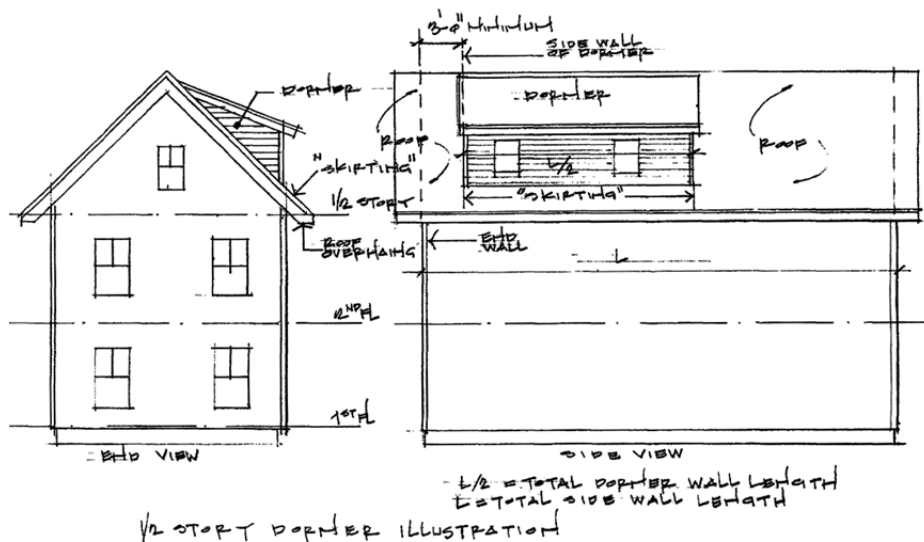 3'-0" MINIMUM
SIDE WALL
OF DORMER
DORMER
DORMER
ROOF
ROOF
"SKIRTING"
L/2
"SKIRTING"
1/2 STORY
ROOF
OVERHANG
END
WALL
L
2ND FL
1ST FL
END VIEW
SIDE VIEW
L/2 = TOTAL DORMER WALL LENGTH
L = TOTAL SIDE WALL LENGTH
1/2 STORY DORMER ILLUSTRATION